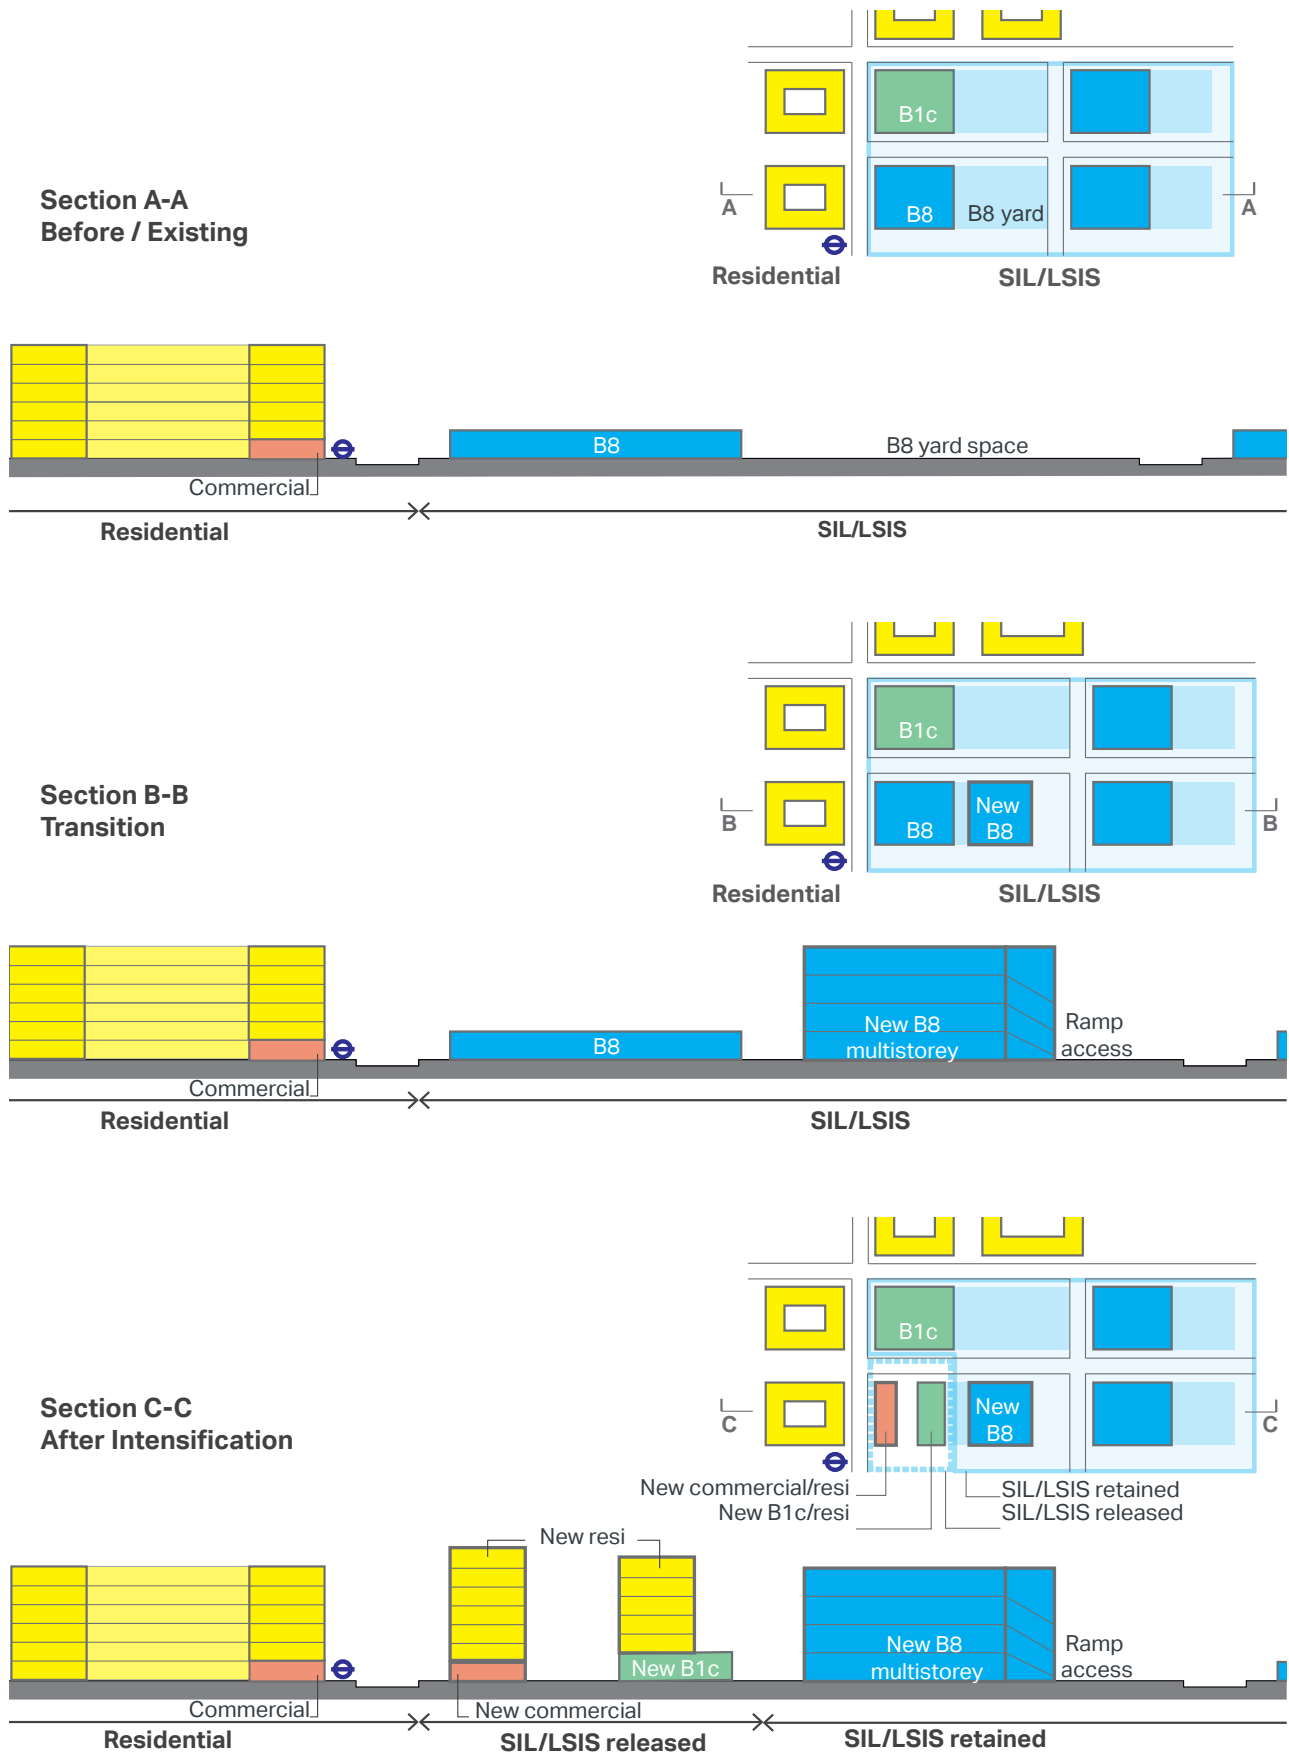 B1c
Section A-A
Before / Existing
A
B8
B8 yard
A
Residential
SIL/LSIS
B8
B8 yard space
Commercial
Residential
SIL/LSIS
B1c
Section B-B
Transition
B
B8
New
B8
B
Residential
SIL/LSIS
B8
New B8
multistorey
Ramp
access
Commercial
Residential
SIL/LSIS
B1c
Section C-C
After Intensification
C
New
B8
C
New commercial/resi
SIL/LSIS retained
New B1c/resi
SIL/LSIS released
New resi
New B1c
New B8
multistorey
Ramp
access
Commercial
New commercial
Residential
SIL/LSIS released
SIL/LSIS retained